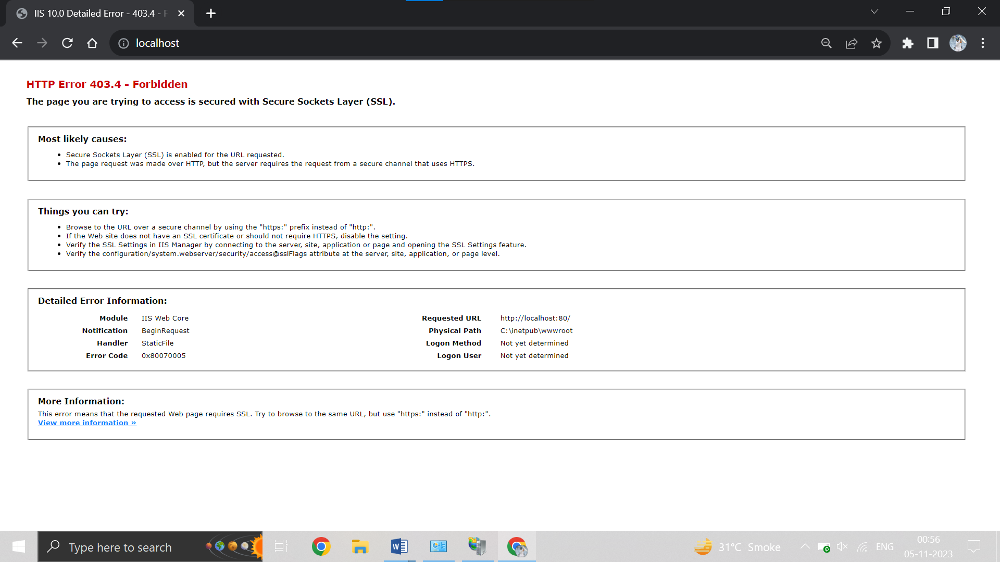 IIS 10.0 Detailed Error - 403.4 - F
localhost
HTTP Error 403.4 - Forbidden
The page you are trying to access is secured with Secure Sockets Layer (SSL).
Most likely causes:
Secure Sockets Layer (SSL) is enabled for the URL requested.
The page request was made over HTTP, but the server requires the request from a secure channel that uses HTTPS.
Things you can try:
Browse to the URL over a secure channel by using the "https:" prefix instead of "http:".
If the Web site does not have an SSL certificate or should not require HTTPS, disable the setting.
Verify the SSL Settings in IIS Manager by connecting to the server, site, application or page and opening the SSL Settings feature.
Verify the configuration/system.webserver/security/access@sslFlags attribute at the server, site, application, or page level.
Detailed Error Information:
Module IIS Web Core
Notification BeginRequest
Handler StaticFile
Error Code 0x80070005
Requested URL http://localhost:80/
Physical Path C:\inetpub\wwwroot
Logon Method Not yet determined
Logon User Not yet determined
More Information:
This error means that the requested Web page requires SSL. Try to browse to the same URL, but use "https:" instead of "http:".
View more information »
Type here to search
31°C Smoke
ENG
00:56
05-11-2023